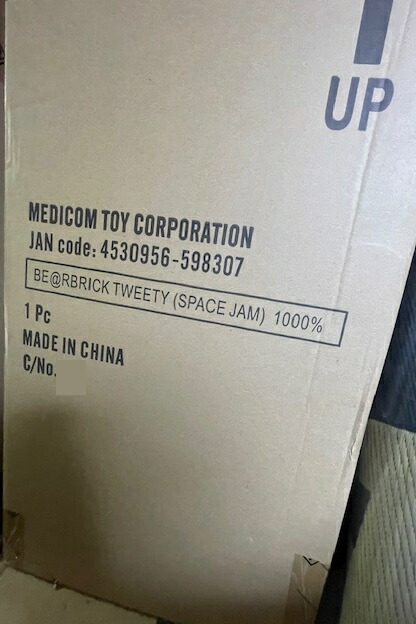 UP
MEDICOM TOY CORPORATION
JAN code: 4530956-598307
BE@RBRICK TWEETY (SPACE JAM) 1000%
1 Pc
MADE IN CHINA
C/No.